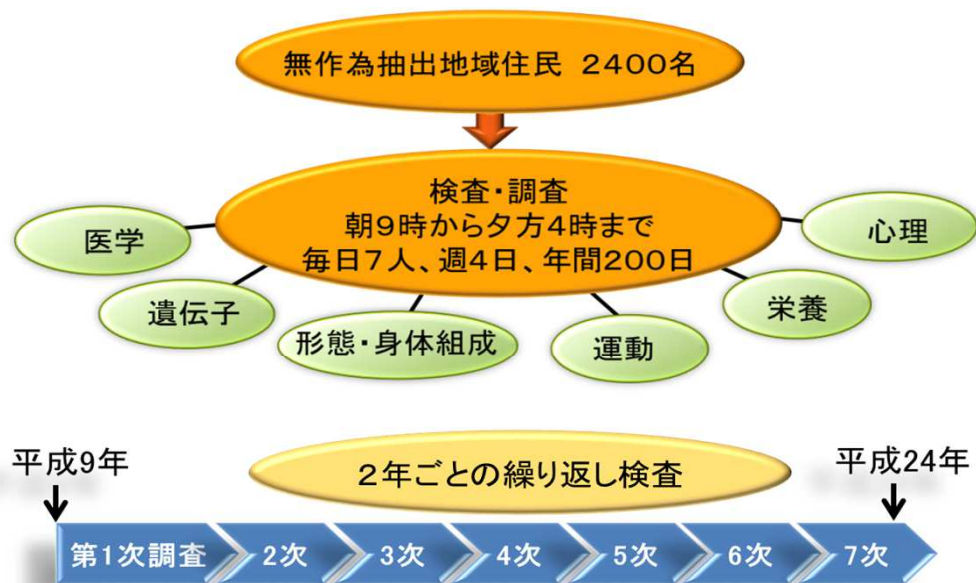 無作為抽出地域住民 2400名
検査・調査
朝9時から夕方4時まで
毎日7人、週4日、年間200日
医学
心理
遺伝子
栄養
形態・身体組成
運動
平成9年
2年ごとの繰り返し検査
平成24年
第1次調査 2次 3次 4次 5次 6次 7次